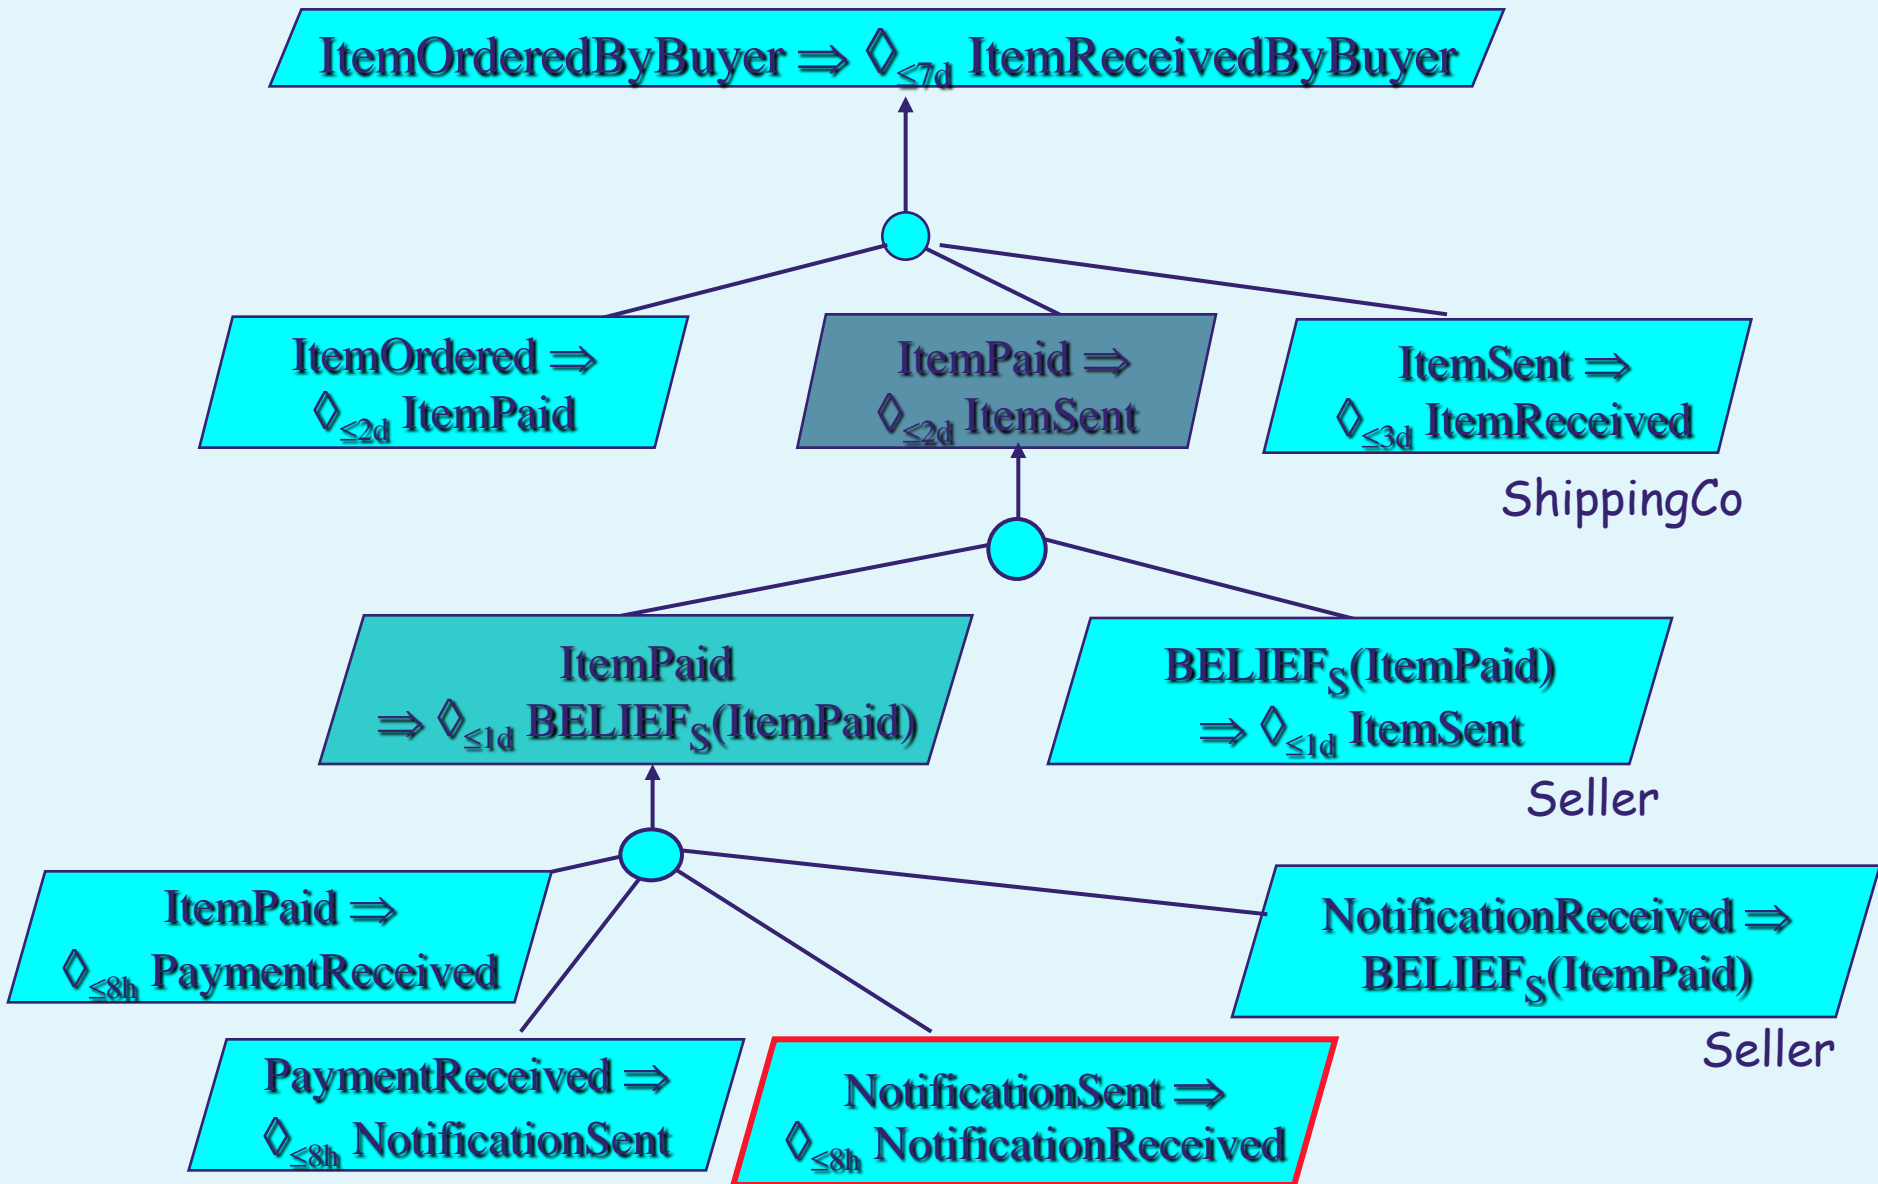 ItemOrderedByBuyer ⇒ ◊≤7d ItemReceivedByBuyer
ItemOrdered ⇒
◊≤2d ItemPaid
ItemPaid ⇒
◊≤2d ItemSent
ItemSent ⇒
◊≤3d ItemReceived
ShippingCo
ItemPaid
⇒ ◊≤1d BELIEFS(ItemPaid)
BELIEFS(ItemPaid)
⇒ ◊≤1d ItemSent
Seller
ItemPaid ⇒
◊≤8h PaymentReceived
NotificationReceived ⇒
BELIEFS(ItemPaid)
Seller
PaymentReceived ⇒
◊≤8h NotificationSent
NotificationSent ⇒
◊≤8h NotificationReceived